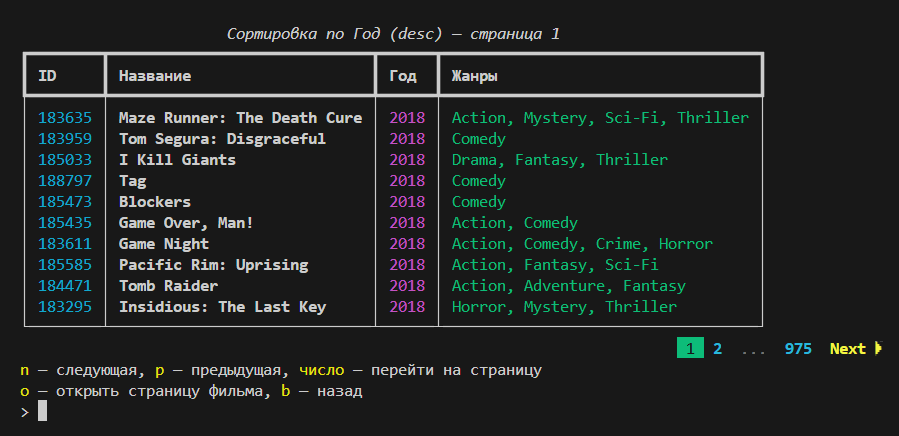 Сортировка по Год (desc) — страница 1
ID Название Год Жанры
183635 Maze Runner: The Death Cure 2018 Action, Mystery, Sci-Fi, Thriller
183959 Tom Segura: Disgraceful 2018 Comedy
185033 I Kill Giants 2018 Drama, Fantasy, Thriller
188797 Tag 2018 Comedy
185473 Blockers 2018 Comedy
185435 Game Over, Man! 2018 Action, Comedy
183611 Game Night 2018 Action, Comedy, Crime, Horror
185585 Pacific Rim: Uprising 2018 Action, Fantasy, Sci-Fi
184471 Tomb Raider 2018 Action, Adventure, Fantasy
183295 Insidious: The Last Key 2018 Horror, Mystery, Thriller
1 2 ... 975 Next
n — следующая, p — предыдущая, число — перейти на страницу
o — открыть страницу фильма, b — назад
>